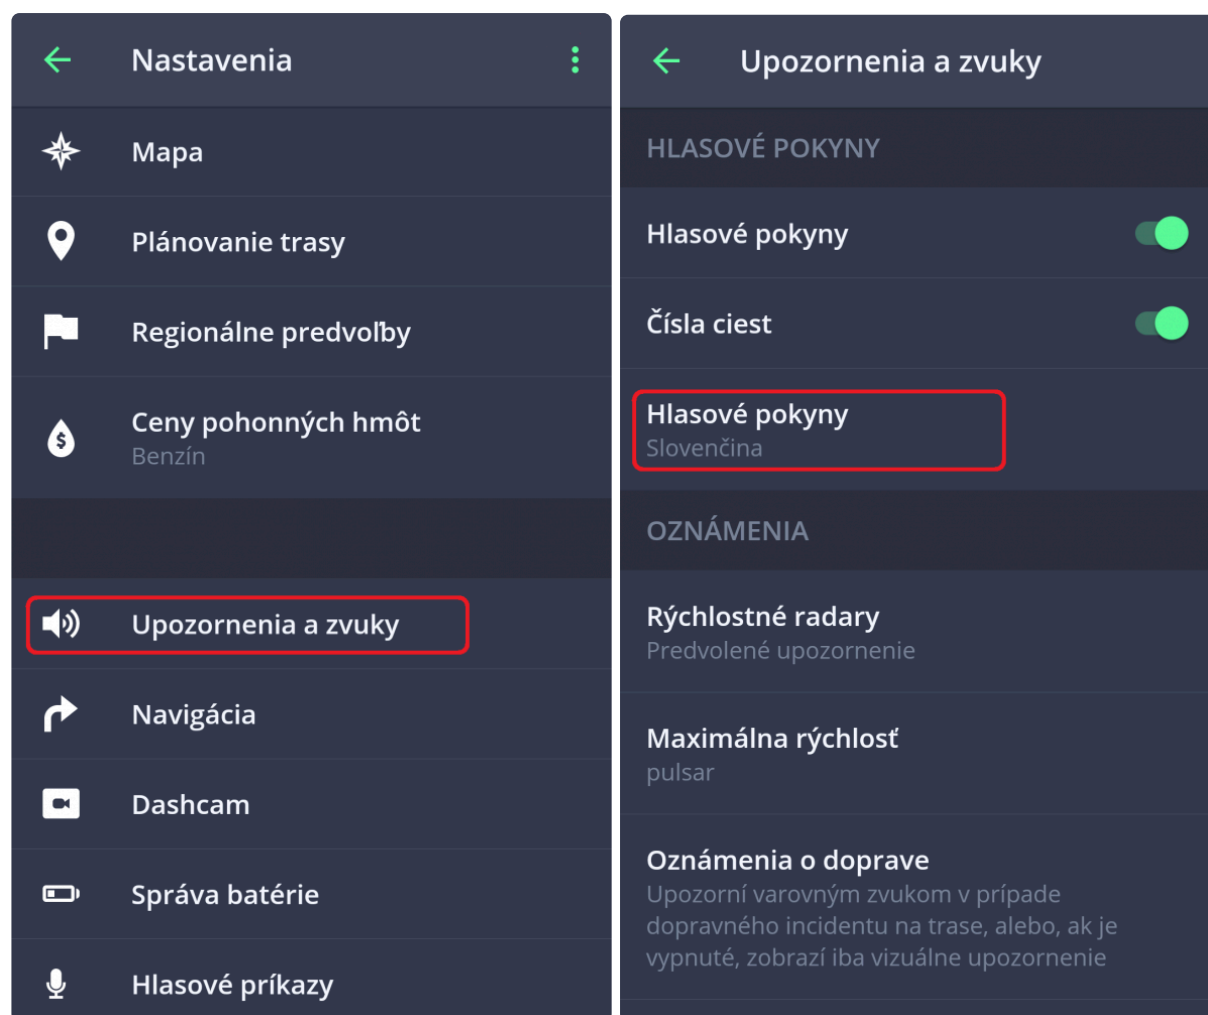 Nastavenia
Mapa
Plánovanie trasy
Regionálne predvoľby
Ceny pohonných hmôt
Benzín
Upozornenia a zvuky
Navigácia
Dashcam
Správa batérie
Hlasové príkazy
Upozornenia a zvuky
HLASOVÉ POKYNY
Hlasové pokyny
Čísla ciest
Hlasové pokyny
Slovenčina
OZNÁMENIA
Rýchlostné radary
Predvolené upozornenie
Maximálna rýchlosť
pulsar
Oznámenia o doprave
Upozorní varovným zvukom v prípade
dopravného incidentu na trase, alebo, ak je
vypnuté, zobrazí iba vizuálne upozornenie